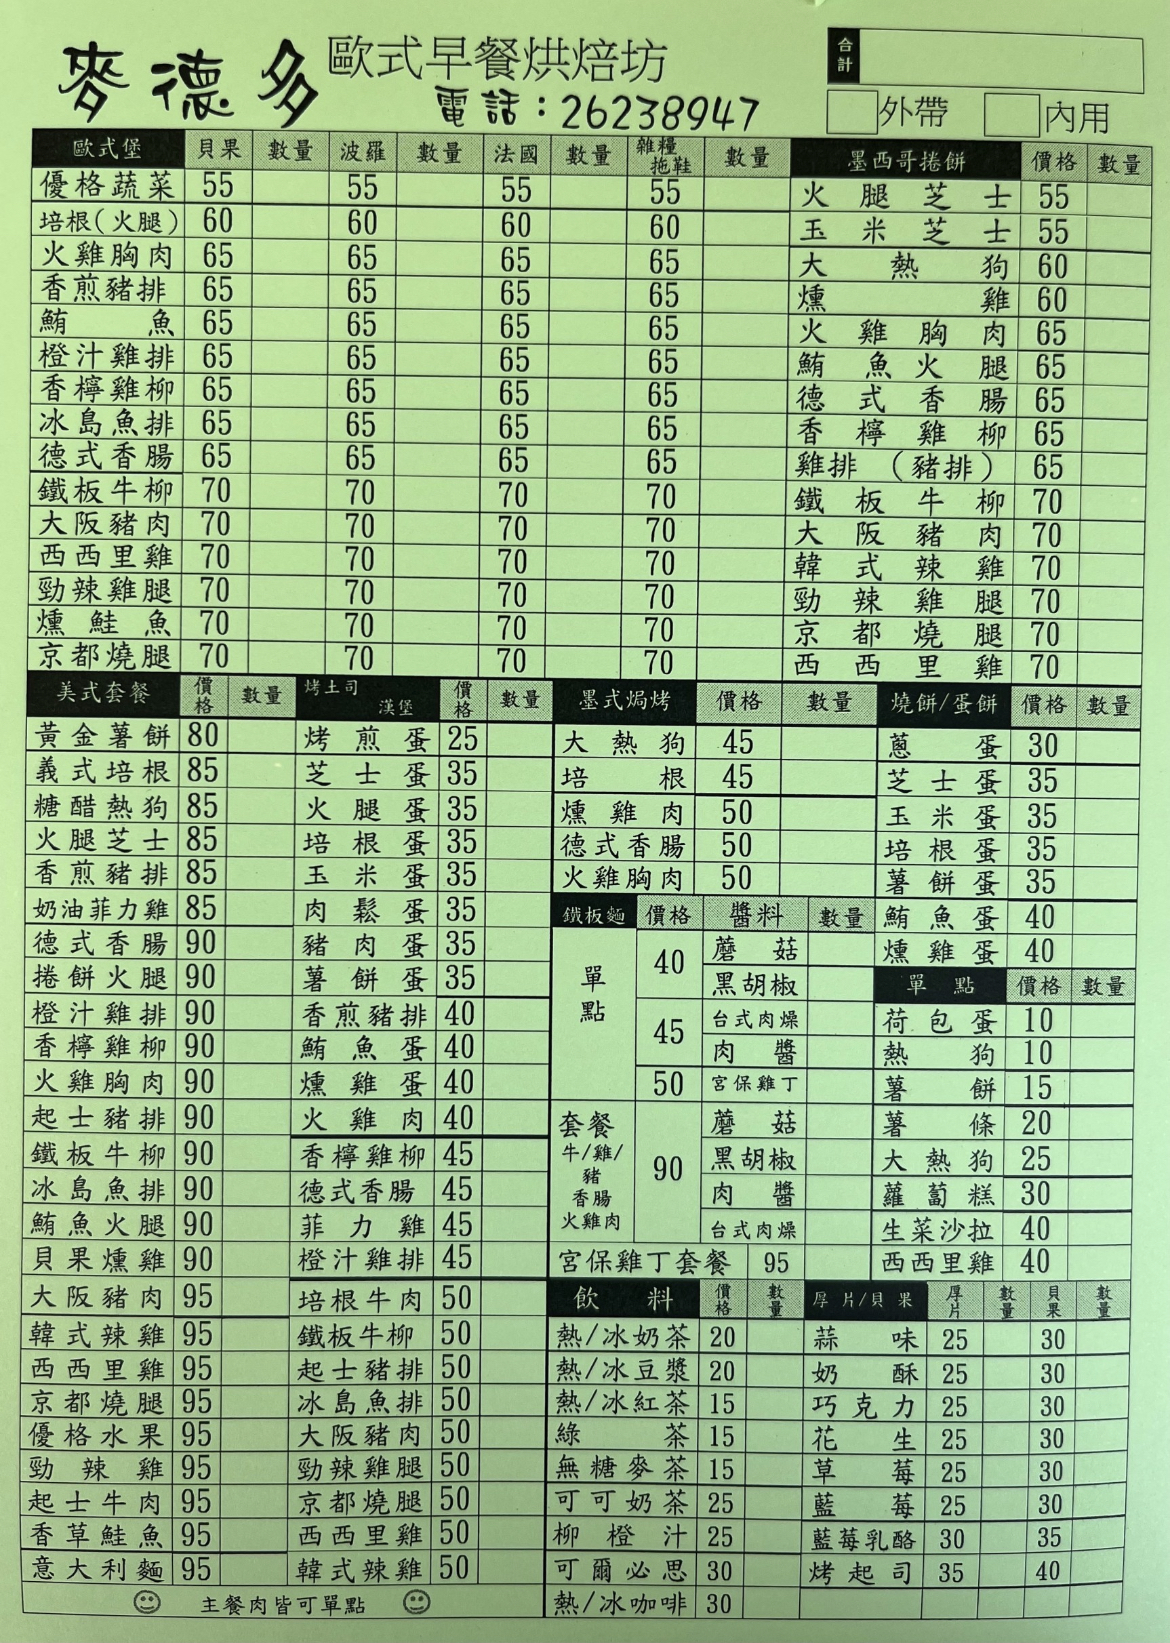 麥德多 歐式早餐烘焙坊
電話：26238947
合計
外帶 內用
歐式堡 貝果 數量 波羅 數量 法國 數量 雜糧拖鞋 數量
優格蔬菜 55 55 55 55
培根(火腿) 60 60 60 60
火雞胸肉 65 65 65 65
香煎豬排 65 65 65 65
鮪魚 65 65 65 65
橙汁雞排 65 65 65 65
香檸雞柳 65 65 65 65
冰島魚排 65 65 65 65
德式香腸 65 65 65 65
鐵板牛柳 70 70 70 70
大阪豬肉 70 70 70 70
西西里雞 70 70 70 70
勁辣雞腿 70 70 70 70
燻鮭魚 70 70 70 70
京都燒腿 70 70 70 70
墨西哥捲餅 價格 數量
火腿芝士 55
玉米芝士 55
大熱狗 60
燻雞 60
火雞胸肉 65
鮪魚火腿 65
德式香腸 65
香檸雞柳 65
雞排（豬排） 65
鐵板牛柳 70
大阪豬肉 70
韓式辣雞 70
勁辣雞腿 70
京都燒腿 70
西西里雞 70
美式套餐 價格 數量
黃金薯餅 80
義式培根 85
糖醋熱狗 85
火腿芝士 85
香煎豬排 85
奶油菲力雞 85
德式香腸 90
捲餅火腿 90
橙汁雞排 90
香檸雞柳 90
火雞胸肉 90
起士豬排 90
鐵板牛柳 90
冰島魚排 90
鮪魚火腿 90
貝果燻雞 90
大阪豬肉 95
韓式辣雞 95
西西里雞 95
京都燒腿 95
優格水果 95
勁辣雞 95
起士牛肉 95
香草鮭魚 95
意大利麵 95
主餐肉皆可單點
烤土司 漢堡 價格 數量
烤煎蛋 25
芝士蛋 35
火腿蛋 35
培根蛋 35
玉米蛋 35
肉鬆蛋 35
豬肉蛋 35
薯餅蛋 35
香煎豬排 40
鮪魚蛋 40
燻雞蛋 40
火雞肉 40
香檸雞柳 45
德式香腸 45
菲力雞 45
橙汁雞排 45
培根牛肉 50
鐵板牛柳 50
起士豬排 50
冰島魚排 50
大阪豬肉 50
勁辣雞腿 50
京都燒腿 50
西西里雞 50
韓式辣雞 50
墨式焗烤 價格 數量
大熱狗 45
培根 45
燻雞肉 50
德式香腸 50
火雞胸肉 50
鐵板麵 價格 醬料 數量
單點
40 蘑菇
黑胡椒
45 台式肉燥
肉醬
50 宮保雞丁
套餐
牛/雞/
豬
香腸
火雞肉
90 蘑菇
黑胡椒
肉醬
台式肉燥
宮保雞丁套餐 95
燒餅/蛋餅 價格 數量
蔥蛋 30
芝士蛋 35
玉米蛋 35
培根蛋 35
薯餅蛋 35
鮪魚蛋 40
燻雞蛋 40
單點 價格 數量
荷包蛋 10
熱狗 10
薯餅 15
薯條 20
大熱狗 25
蘿蔔糕 30
生菜沙拉 40
西西里雞 40
飲料 價格 數量
熱/冰奶茶 20
熱/冰豆漿 20
熱/冰紅茶 15
綠茶 15
無糖麥茶 15
可可奶茶 25
柳橙汁 25
可爾必思 30
熱/冰咖啡 30
厚片/貝果 厚片 數量 貝果 數量
蒜味 25 30
奶酥 25 30
巧克力 25 30
花生 25 30
草莓 25 30
藍莓 25 30
藍莓乳酪 30 35
烤起司 35 40